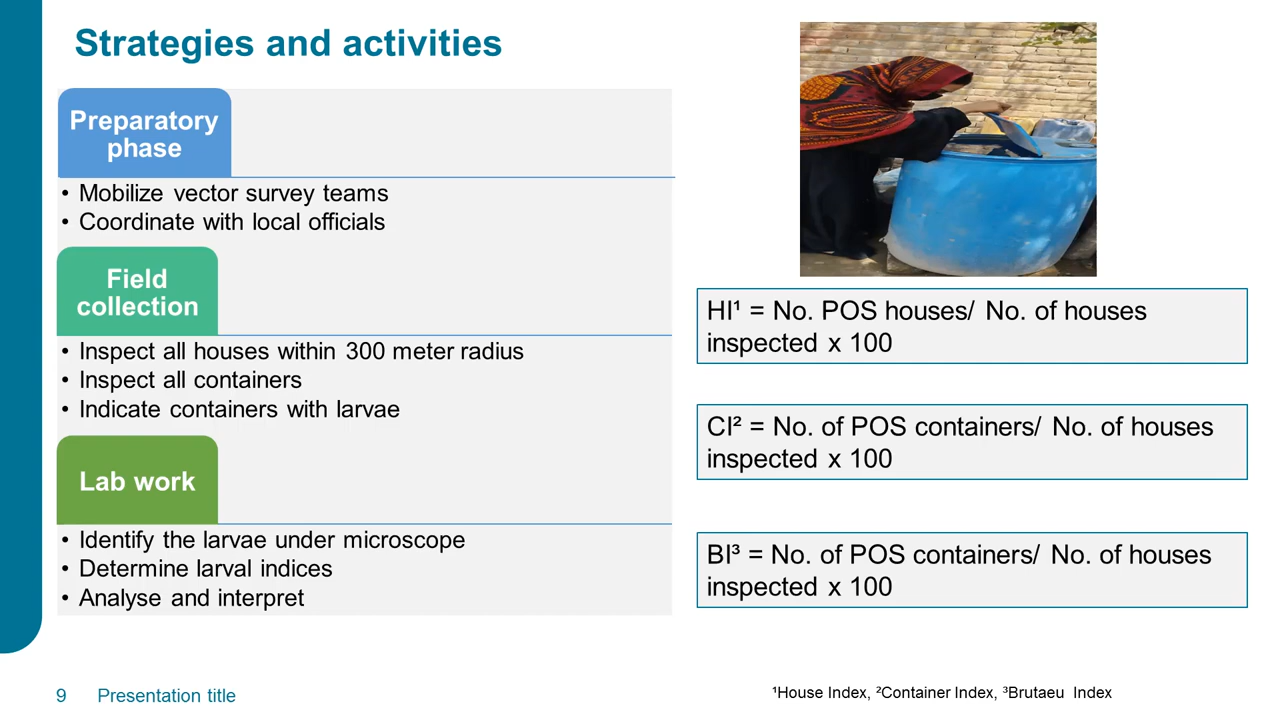 Strategies and activities
Preparatory
phase
• Mobilize vector survey teams
• Coordinate with local officials
Field
collection
• Inspect all houses within 300 meter radius
• Inspect all containers
• Indicate containers with larvae
Lab work
• Identify the larvae under microscope
• Determine larval indices
• Analyse and interpret
HI¹ = No. POS houses/ No. of houses
inspected x 100
CI² = No. of POS containers/ No. of houses
inspected x 100
BI³ = No. of POS containers/ No. of houses
inspected x 100
9 Presentation title
¹House Index, ²Container Index, ³Brutaeu Index